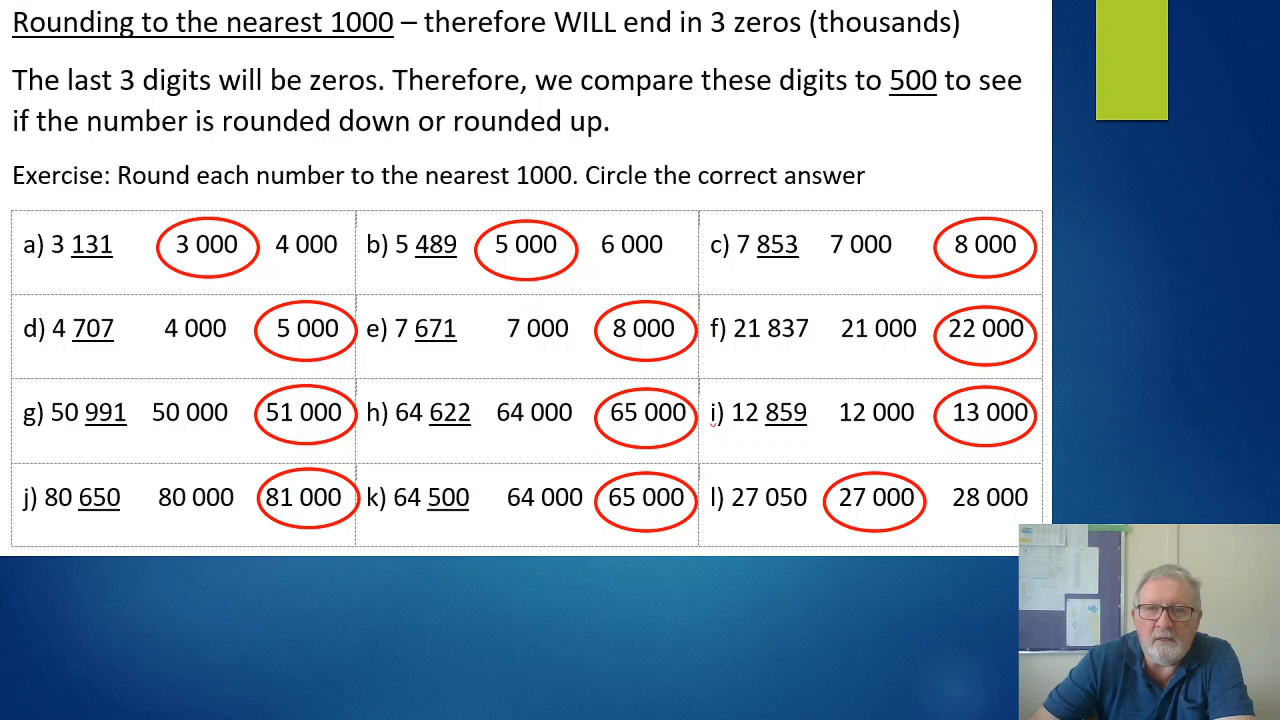 Rounding to the nearest 1000 – therefore WILL end in 3 zeros (thousands)
The last 3 digits will be zeros. Therefore, we compare these digits to 500 to see
if the number is rounded down or rounded up.
Exercise: Round each number to the nearest 1000. Circle the correct answer
a) 3 131 3 000 4 000 b) 5 489 5 000 6 000 c) 7 853 7 000 8 000
d) 4 707 4 000 5 000 e) 7 671 7 000 8 000 f) 21 837 21 000 22 000
g) 50 991 50 000 51 000 h) 64 622 64 000 65 000 i) 12 859 12 000 13 000
j) 80 650 80 000 81 000 k) 64 500 64 000 65 000 l) 27 050 27 000 28 000